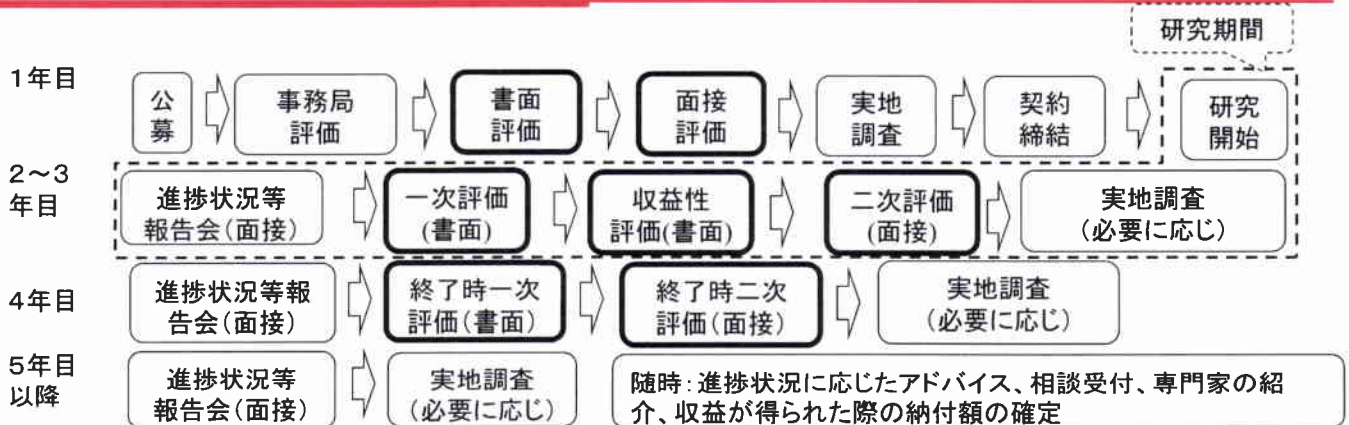 研究期間
1年目
公
募
事務局
評価
書面
評価
面接
評価
実地
調査
契約
締結
研究
開始
2～3
年目
進捗状況等
報告会(面接)
一次評価
(書面)
収益性
評価(書面)
二次評価
(面接)
実地調査
(必要に応じ)
4年目
進捗状況等報
告会(面接)
終了時一次
評価(書面)
終了時二次
評価(面接)
実地調査
(必要に応じ)
5年目
以降
進捗状況等
報告会(面接)
実地調査
(必要に応じ)
随時:進捗状況に応じたアドバイス、相談受付、専門家の紹
介、収益が得られた際の納付額の確定